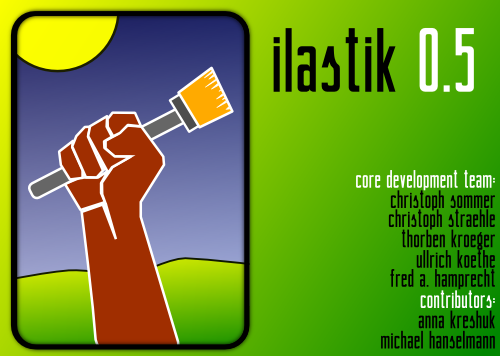 ilastik 0.5
core development team:
christoph sommer
christoph straehle
thorben kroeger
ullrich koethe
fred a. hamprecht
contributors:
anna kreshuk
michael hanselmann